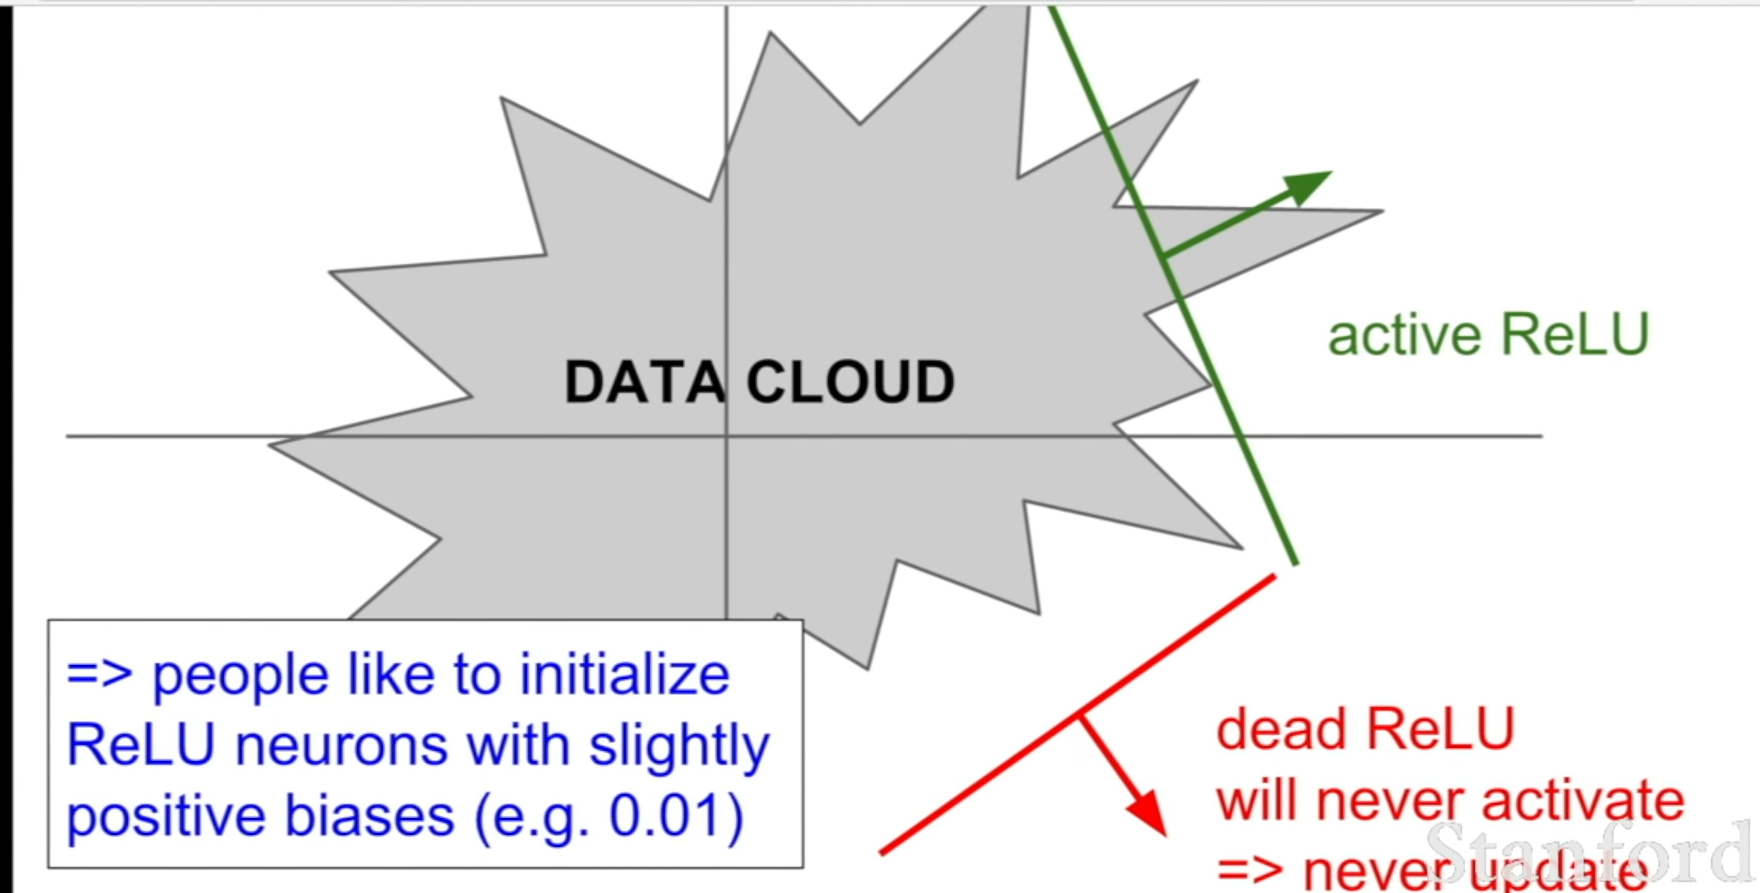 DATA CLOUD
active ReLU
=> people like to initialize
ReLU neurons with slightly
positive biases (e.g. 0.01)
dead ReLU
will never activate
=> never update
Stanford